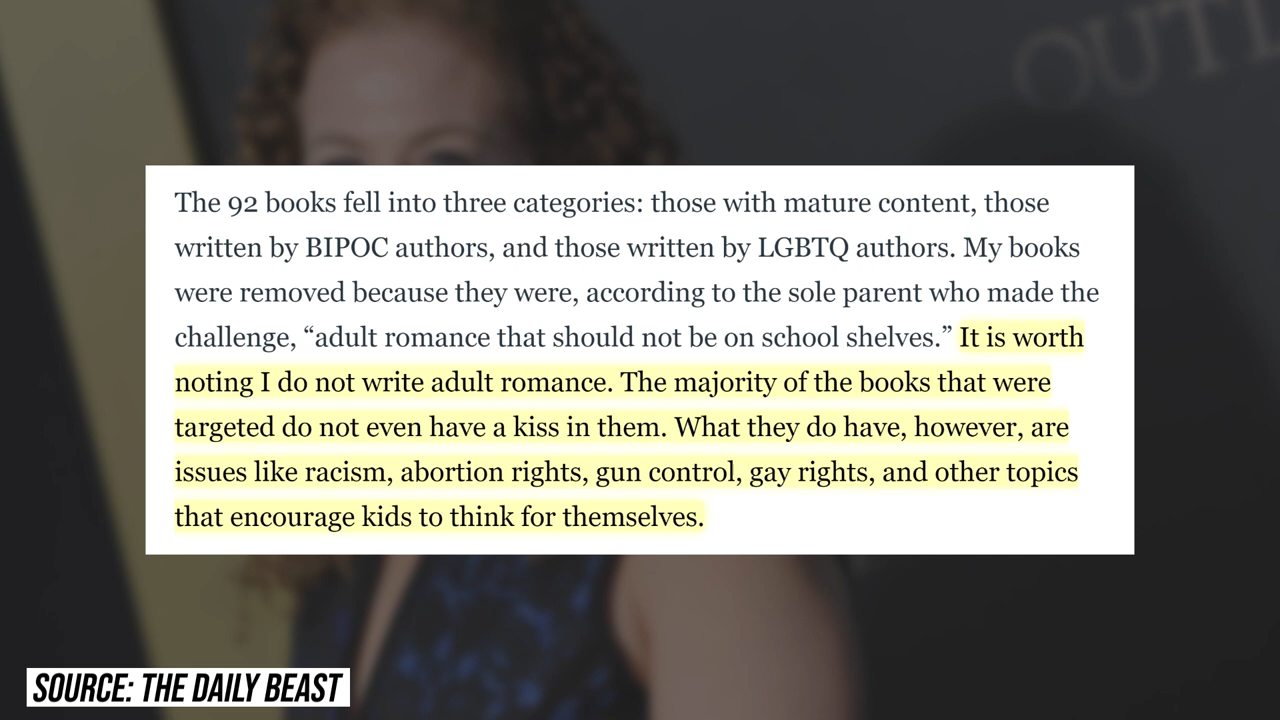 OUTL
The 92 books fell into three categories: those with mature content, those
written by BIPOC authors, and those written by LGBTQ authors. My books
were removed because they were, according to the sole parent who made the
challenge, “adult romance that should not be on school shelves.” It is worth
noting I do not write adult romance. The majority of the books that were
targeted do not even have a kiss in them. What they do have, however, are
issues like racism, abortion rights, gun control, gay rights, and other topics
that encourage kids to think for themselves.
SOURCE: THE DAILY BEAST